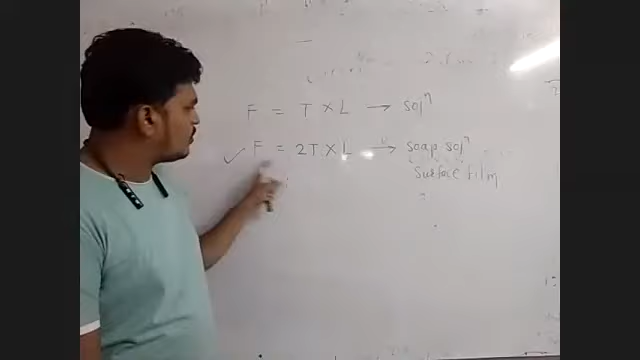 F = T × L → solⁿ
✓ F = 2T × L → soap solⁿ
surface film